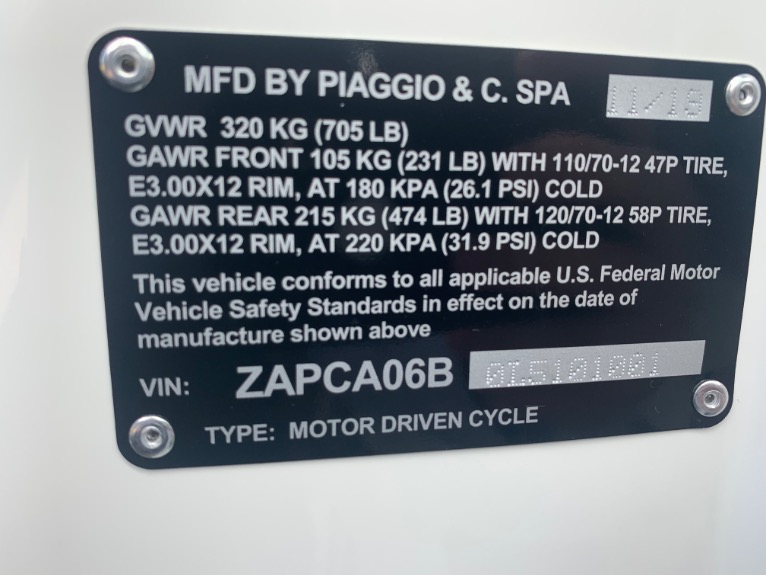 MFD BY PIAGGIO & C. SPA 11/18
GVWR 320 KG (705 LB)
GAWR FRONT 105 KG (231 LB) WITH 110/70-12 47P TIRE,
E3.00X12 RIM, AT 180 KPA (26.1 PSI) COLD
GAWR REAR 215 KG (474 LB) WITH 120/70-12 58P TIRE,
E3.00X12 RIM, AT 220 KPA (31.9 PSI) COLD
This vehicle conforms to all applicable U.S. Federal Motor
Vehicle Safety Standards in effect on the date of
manufacture shown above
VIN: ZAPCA06B 0L5101001
TYPE: MOTOR DRIVEN CYCLE